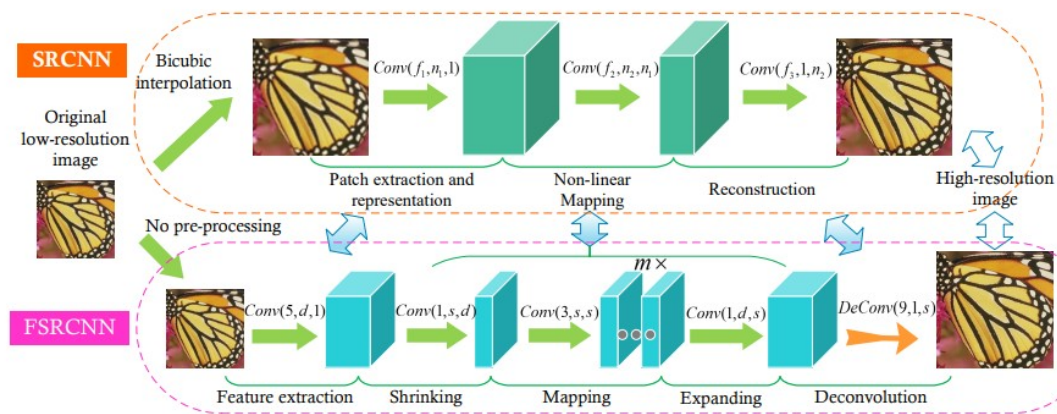 SRCNN
Bicubic
interpolation
Original
low-resolution
image
Conv(f₁,n₁,1)
Conv(f₂,n₂,n₁)
Conv(f₃,1,n₂)
Patch extraction and
representation
Non-linear
Mapping
Reconstruction
High-resolution
image
No pre-processing
FSRCNN
m×
Conv(5,d,1)
Conv(1,s,d)
Conv(3,s,s)
Conv(1,d,s)
DeConv(9,1,s)
Feature extraction
Shrinking
Mapping
Expanding
Deconvolution